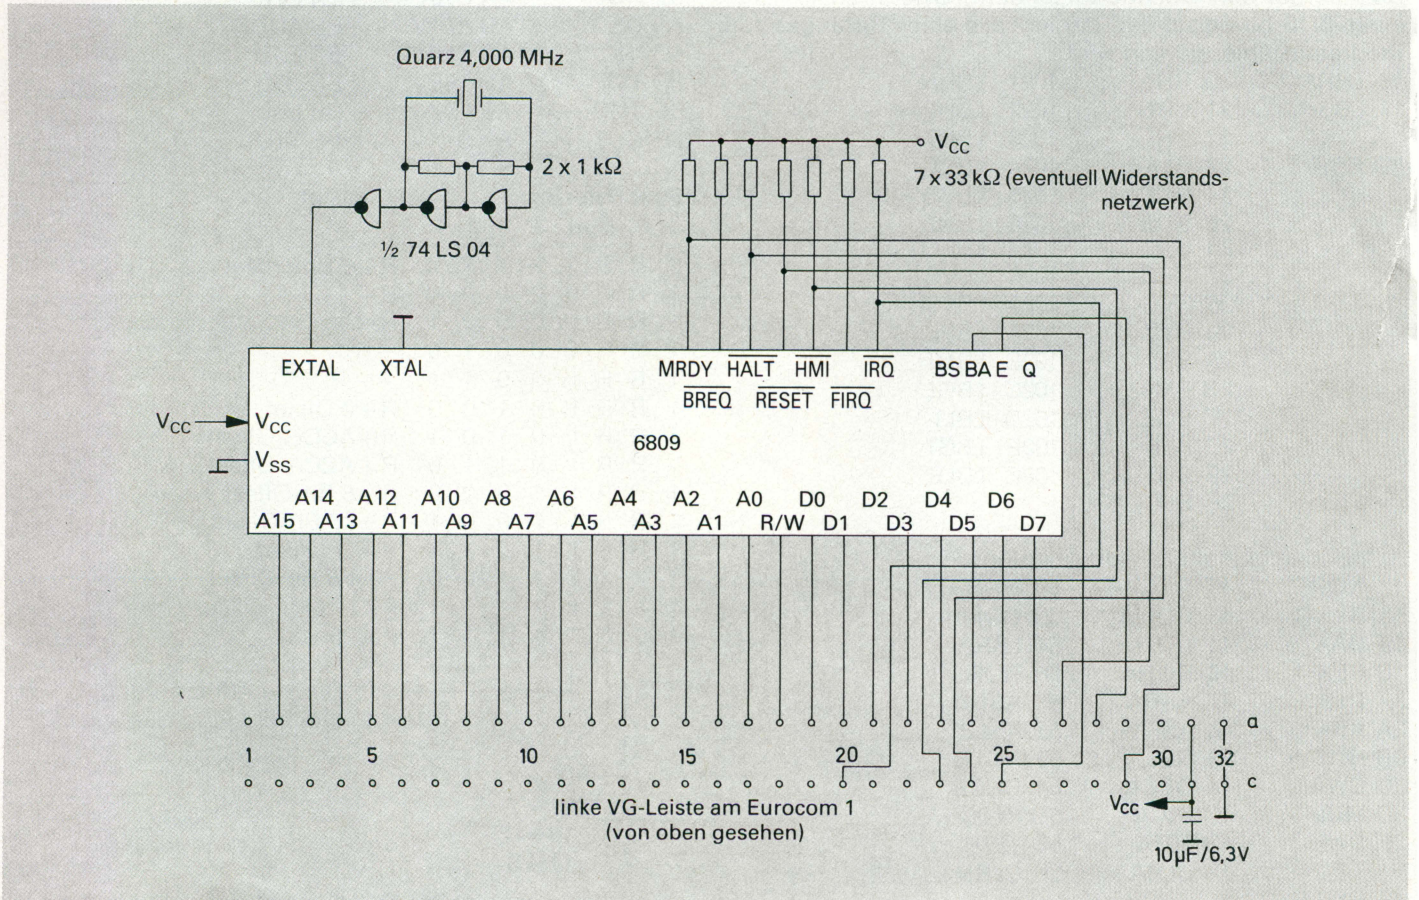 Quarz 4,000 MHz
2 x 1 kΩ
½ 74 LS 04
VCC
7 x 33 kΩ (eventuell Widerstands-
netzwerk)
EXTAL XTAL MRDY HALT HMI IRQ BS BA E Q
BREQ RESET FIRQ
VCC VCC
6809
VSS
A14 A12 A10 A8 A6 A4 A2 A0 D0 D2 D4 D6
A15 A13 A11 A9 A7 A5 A3 A1 R/W D1 D3 D5 D7
a
1 5 10 15 20 25 30 32
c
linke VG-Leiste am Eurocom 1
(von oben gesehen)
VCC
10µF/6,3V